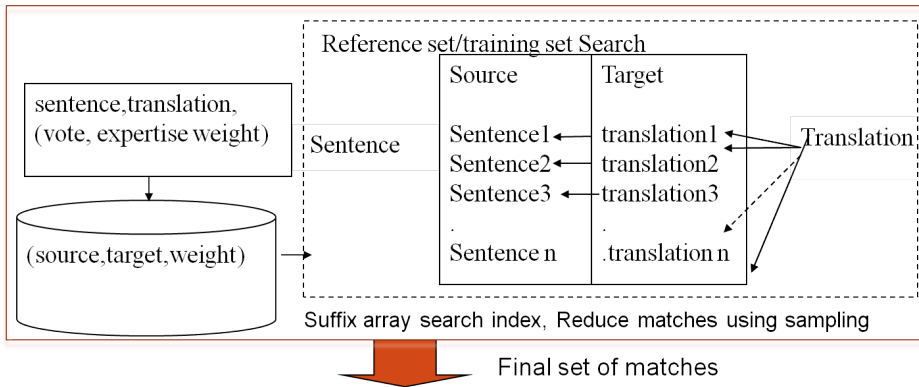 Reference set/training set Search
Source Target
sentence,translation,
(vote, expertise weight)
Sentence
Sentence1 translation1
Sentence2 translation2
Sentence3 translation3
. .
Sentence n .translation n
Translation
(source,target,weight)
Suffix array search index, Reduce matches using sampling
Final set of matches